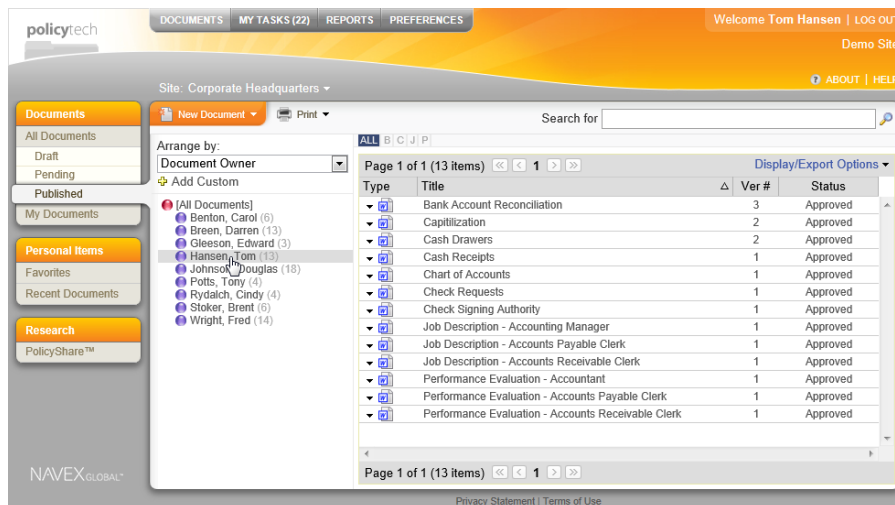 policytech
DOCUMENTS MY TASKS (22) REPORTS PREFERENCES
Welcome Tom Hansen | LOG OUT
Demo Site
ABOUT | HELP
Site: Corporate Headquarters
Documents
All Documents
Draft
Pending
Published
My Documents
Personal Items
Favorites
Recent Documents
Research
PolicyShare™
NAVEX GLOBAL
New Document Print
Search for
Arrange by:
Document Owner
Add Custom
[All Documents]
Benton, Carol (6)
Breen, Darren (13)
Gleeson, Edward (3)
Hansen, Tom (13)
Johnson, Douglas (18)
Potts, Tony (4)
Rydalch, Cindy (4)
Stoker, Brent (6)
Wright, Fred (14)
ALL B C J P
Page 1 of 1 (13 items) 1 Display/Export Options
Type Title Ver # Status
Bank Account Reconciliation 3 Approved
Capitilization 2 Approved
Cash Drawers 2 Approved
Cash Receipts 1 Approved
Chart of Accounts 1 Approved
Check Requests 1 Approved
Check Signing Authority 1 Approved
Job Description - Accounting Manager 1 Approved
Job Description - Accounts Payable Clerk 1 Approved
Job Description - Accounts Receivable Clerk 1 Approved
Performance Evaluation - Accountant 1 Approved
Performance Evaluation - Accounts Payable Clerk 1 Approved
Performance Evaluation - Accounts Receivable Clerk 1 Approved
Page 1 of 1 (13 items) 1
Privacy Statement | Terms of Use